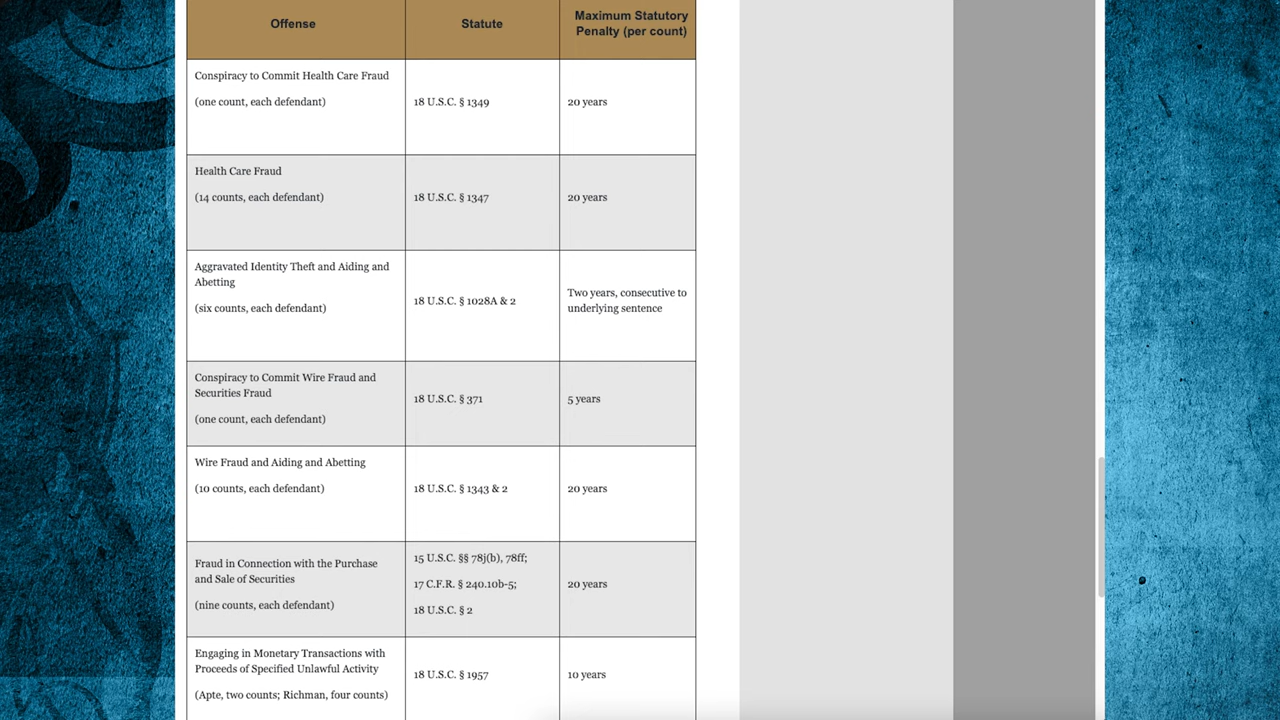 Offense
Statute
Maximum Statutory
Penalty (per count)
Conspiracy to Commit Health Care Fraud
(one count, each defendant)
18 U.S.C. § 1349
20 years
Health Care Fraud
(14 counts, each defendant)
18 U.S.C. § 1347
20 years
Aggravated Identity Theft and Aiding and
Abetting
(six counts, each defendant)
18 U.S.C. § 1028A & 2
Two years, consecutive to
underlying sentence
Conspiracy to Commit Wire Fraud and
Securities Fraud
(one count, each defendant)
18 U.S.C. § 371
5 years
Wire Fraud and Aiding and Abetting
(10 counts, each defendant)
18 U.S.C. § 1343 & 2
20 years
Fraud in Connection with the Purchase
and Sale of Securities
(nine counts, each defendant)
15 U.S.C. §§ 78j(b), 78ff;
17 C.F.R. § 240.10b-5;
18 U.S.C. § 2
20 years
Engaging in Monetary Transactions with
Proceeds of Specified Unlawful Activity
(Apte, two counts; Richman, four counts)
18 U.S.C. § 1957
10 years